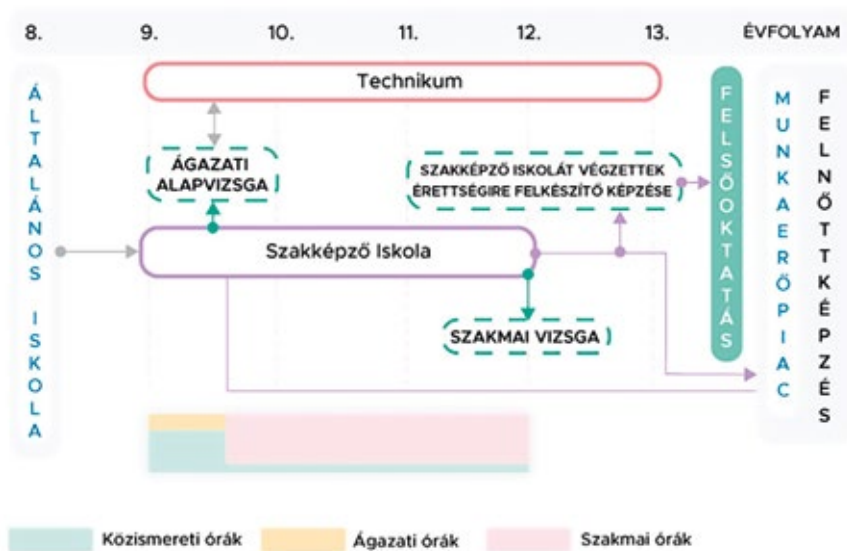 8. 9. 10. 11. 12. 13. ÉVFOLYAM
ÁLTALÁNOS ISKOLA
Technikum
ÁGAZATI
ALAPVIZSGA
SZAKKÉPZŐ ISKOLÁT VÉGZETTEK
ÉRETTSÉGIRE FELKÉSZÍTŐ KÉPZÉSE
Szakképző Iskola
SZAKMAI VIZSGA
FELSŐOKTATÁS
MUNKAERŐPIAC
FELNŐTTKÉPZÉS
Közismereti órák Ágazati órák Szakmai órák